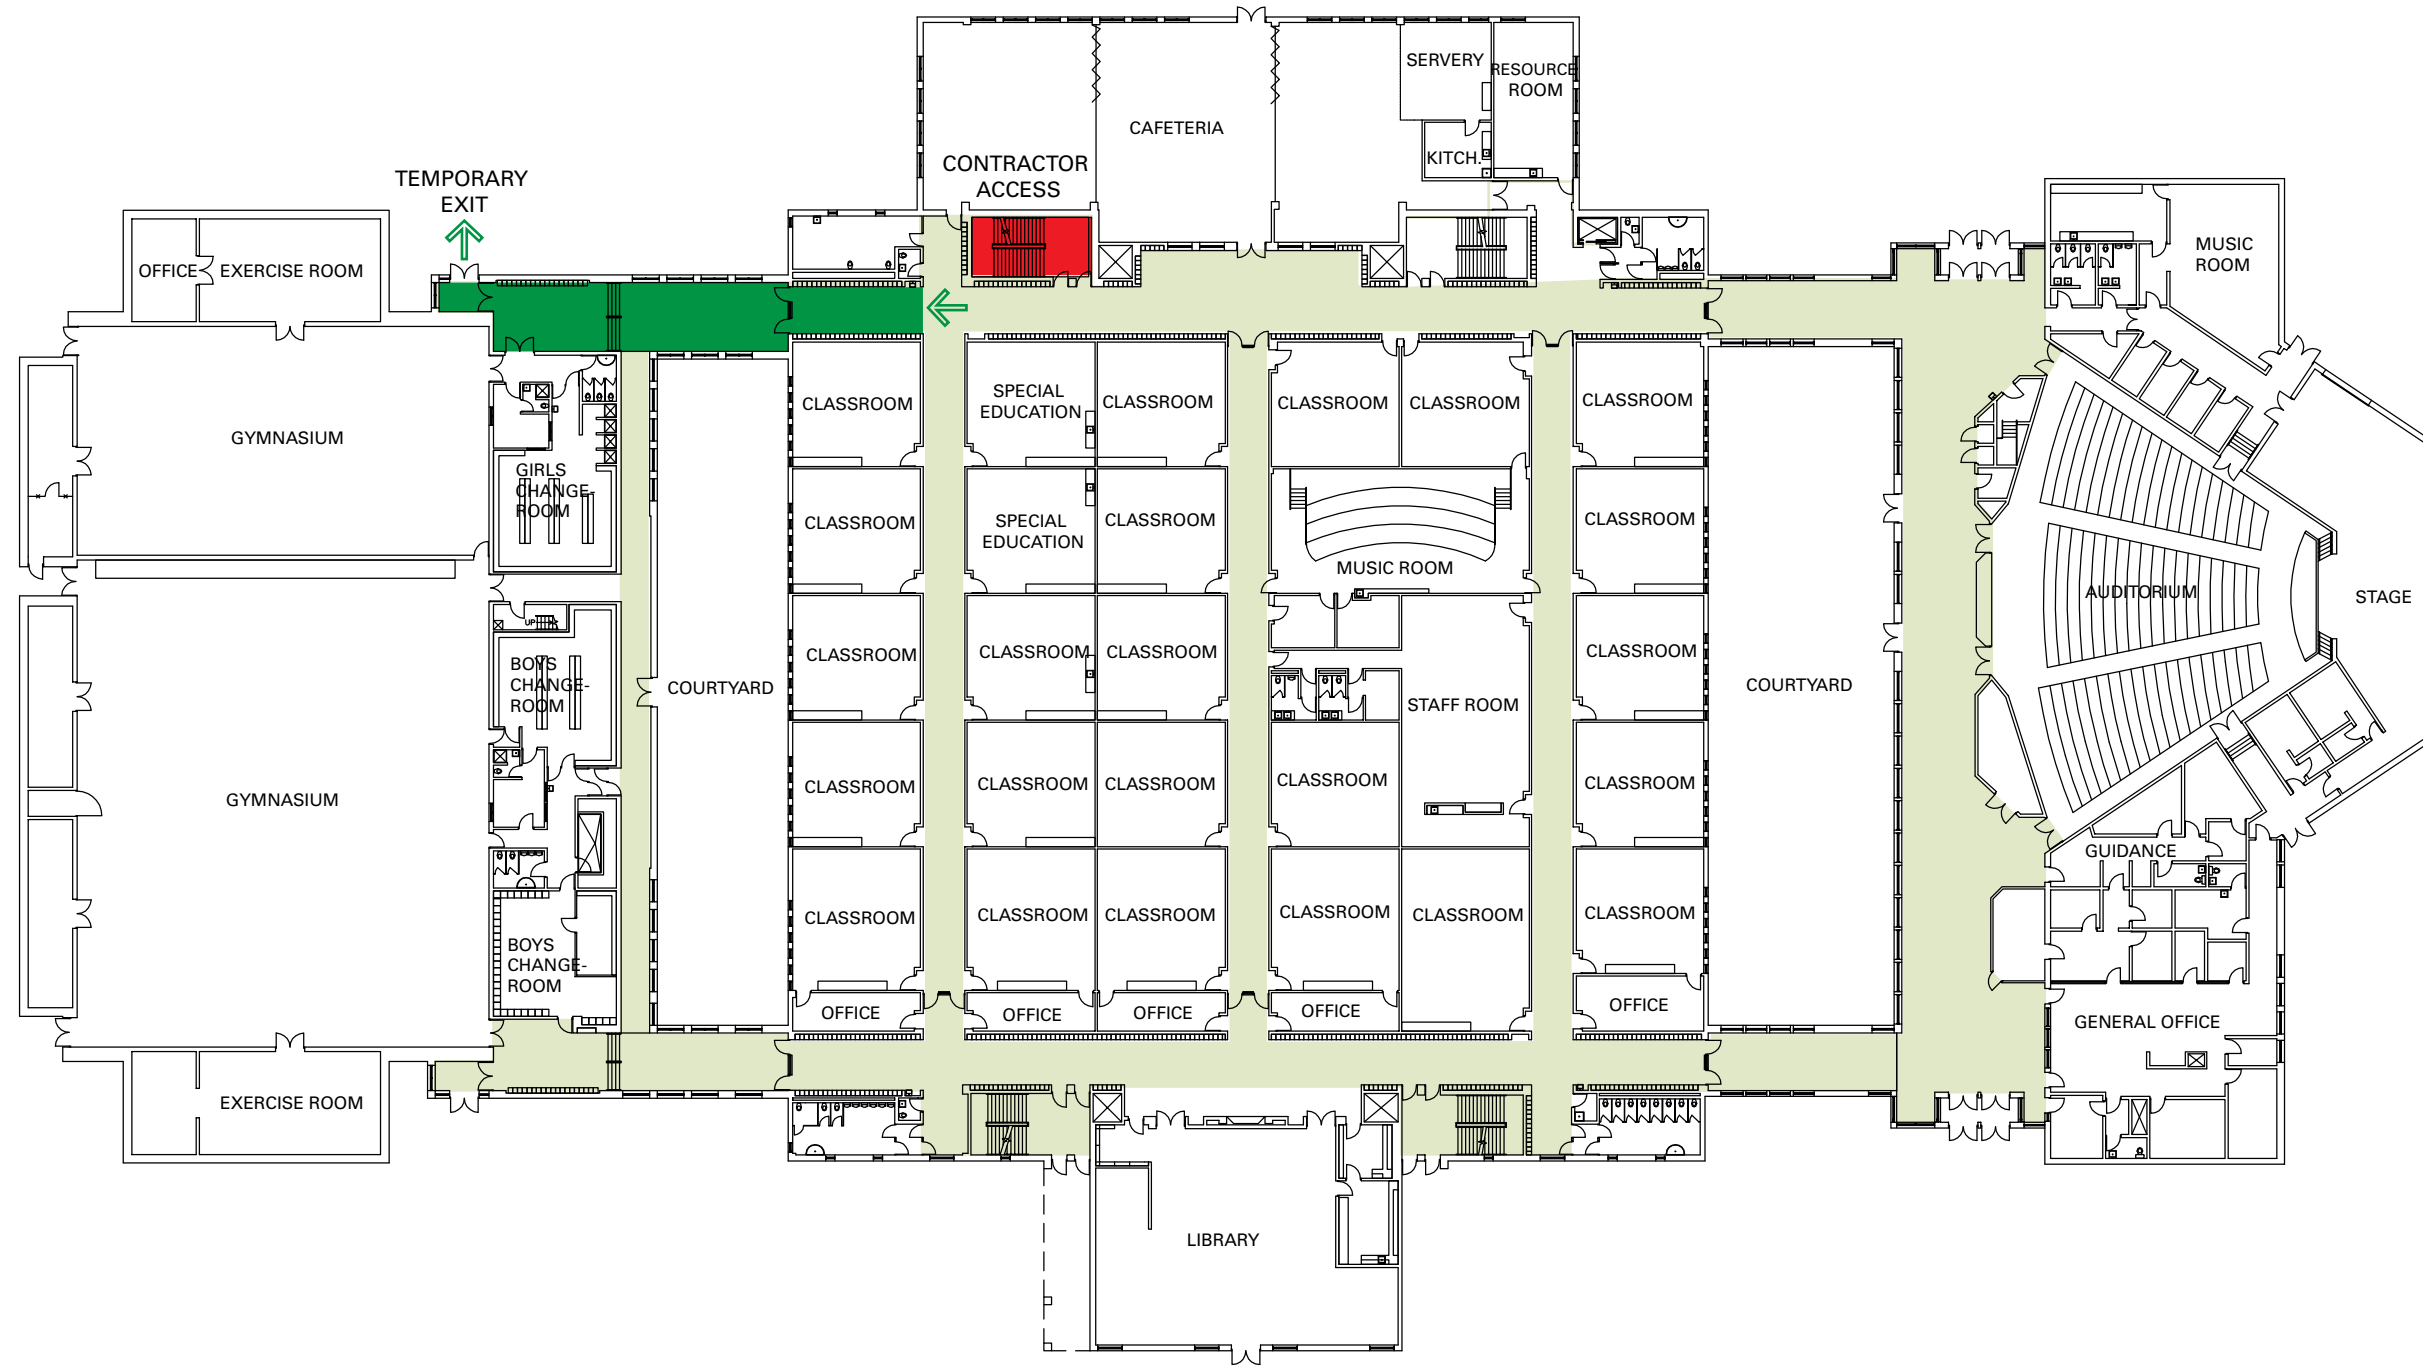 SERVERY
RESOURCE
ROOM
CAFETERIA
KITCH.
CONTRACTOR
ACCESS
TEMPORARY
EXIT
OFFICE
EXERCISE ROOM
MUSIC
ROOM
GYMNASIUM
GIRLS
CHANGE-
ROOM
CLASSROOM
SPECIAL
EDUCATION
CLASSROOM
CLASSROOM
CLASSROOM
CLASSROOM
CLASSROOM
SPECIAL
EDUCATION
CLASSROOM
MUSIC ROOM
CLASSROOM
AUDITORIUM
STAGE
UP
BOYS
CHANGE-
ROOM
COURTYARD
CLASSROOM
CLASSROOM
CLASSROOM
STAFF ROOM
CLASSROOM
COURTYARD
GYMNASIUM
CLASSROOM
CLASSROOM
CLASSROOM
CLASSROOM
CLASSROOM
GUIDANCE
BOYS
CHANGE-
ROOM
CLASSROOM
CLASSROOM
CLASSROOM
CLASSROOM
CLASSROOM
CLASSROOM
OFFICE
OFFICE
OFFICE
OFFICE
OFFICE
GENERAL OFFICE
EXERCISE ROOM
LIBRARY